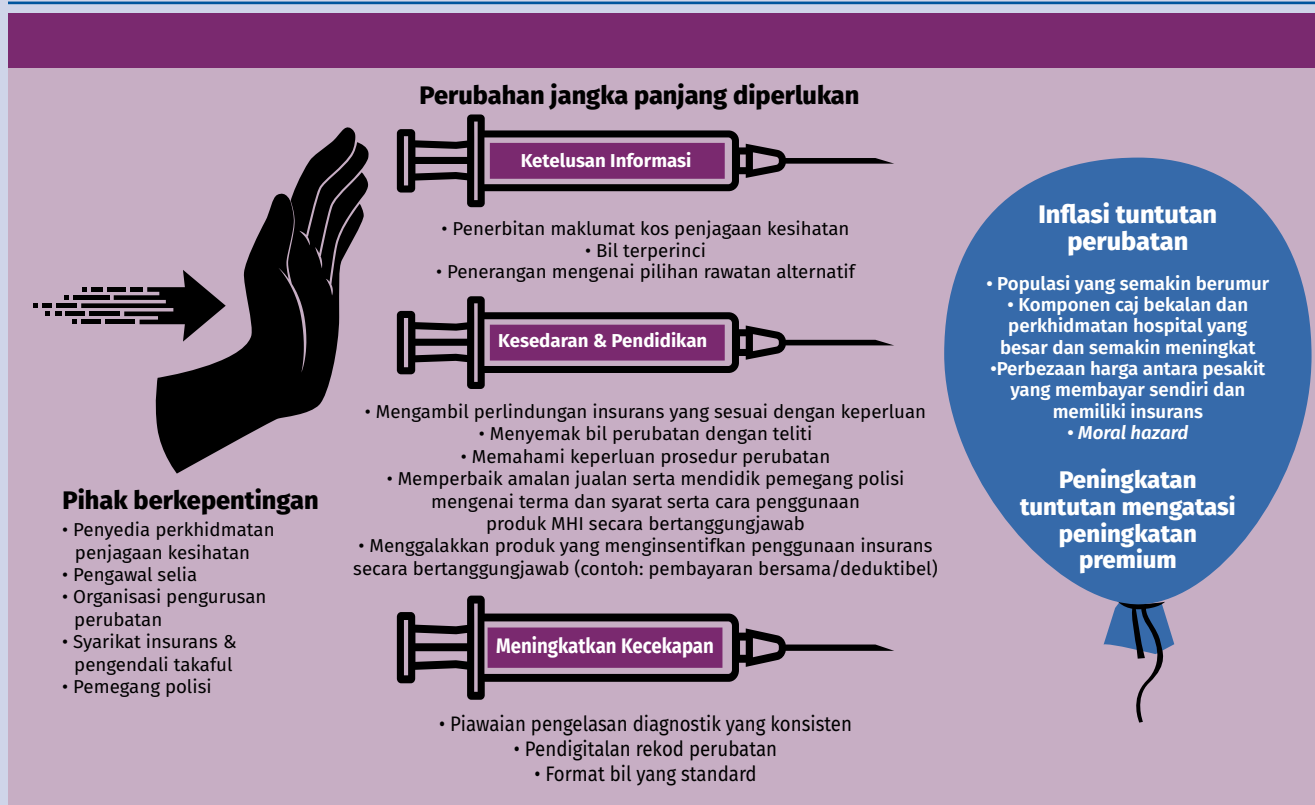 Perubahan jangka panjang diperlukan
Ketelusan Informasi
• Penerbitan maklumat kos penjagaan kesihatan
• Bil terperinci
• Penerangan mengenai pilihan rawatan alternatif
Kesedaran & Pendidikan
• Mengambil perlindungan insurans yang sesuai dengan keperluan
• Menyemak bil perubatan dengan teliti
• Memahami keperluan prosedur perubatan
• Memperbaik amalan jualan serta mendidik pemegang polisi
mengenai terma dan syarat serta cara penggunaan
produk MHI secara bertanggungjawab
• Menggalakkan produk yang menginsentifkan penggunaan insurans
secara bertanggungjawab (contoh: pembayaran bersama/deduktibel)
Meningkatkan Kecekapan
• Piawaian pengelasan diagnostik yang konsisten
• Pendigitalan rekod perubatan
• Format bil yang standard
Pihak berkepentingan
• Penyedia perkhidmatan
penjagaan kesihatan
• Pengawal selia
• Organisasi pengurusan
perubatan
• Syarikat insurans &
pengendali takaful
• Pemegang polisi
Inflasi tuntutan
perubatan
• Populasi yang semakin berumur
• Komponen caj bekalan dan
perkhidmatan hospital yang
besar dan semakin meningkat
•Perbezaan harga antara pesakit
yang membayar sendiri dan
memiliki insurans
• Moral hazard
Peningkatan
tuntutan mengatasi
peningkatan
premium